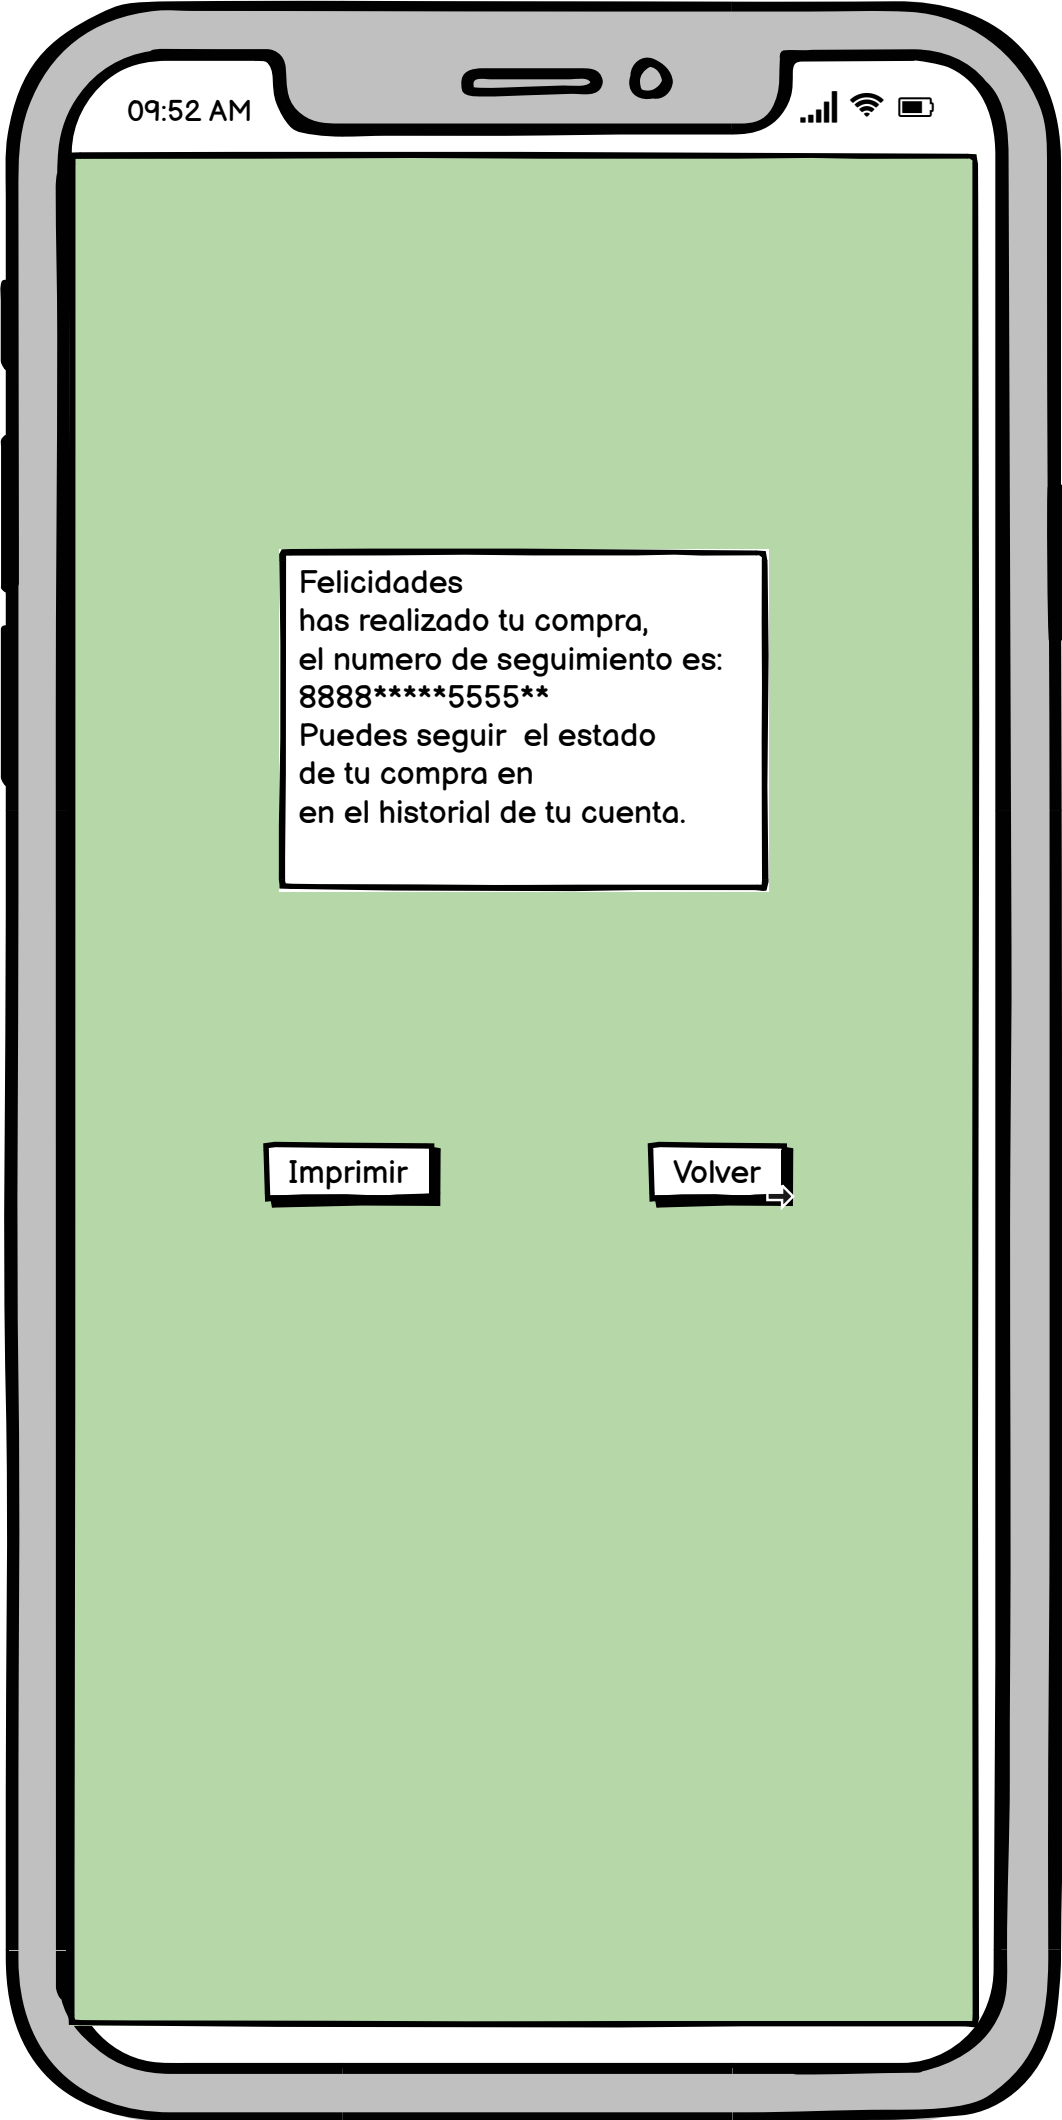 09:52 AM
Felicidades
has realizado tu compra,
el numero de seguimiento es:
8888*****5555**
Puedes seguir  el estado
de tu compra en
en el historial de tu cuenta.
Imprimir
Volver